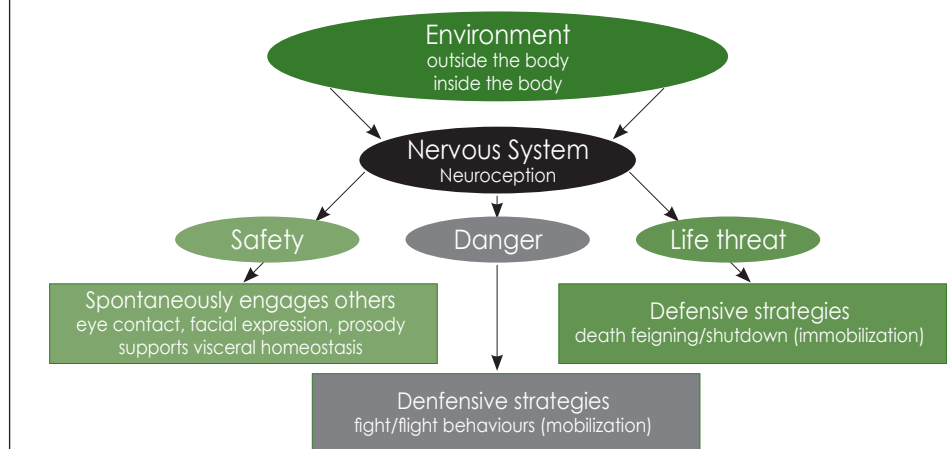 Environment
outside the body
inside the body
Nervous System
Neuroception
Safety
Danger
Life threat
Spontaneously engages others
eye contact, facial expression, prosody
supports visceral homeostasis
Defensive strategies
death feigning/shutdown (immobilization)
Denfensive strategies
fight/flight behaviours (mobilization)